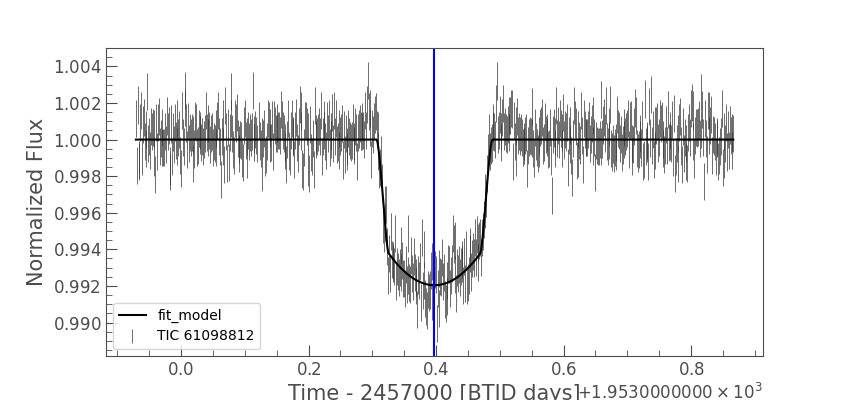 Normalized Flux
1.004
1.002
1.000
0.998
0.996
0.994
0.992
0.990
fit_model
TIC 61098812
0.0 0.2 0.4 0.6 0.8
Time - 2457000 [BTJD days]
+1.9530000000 × 10³